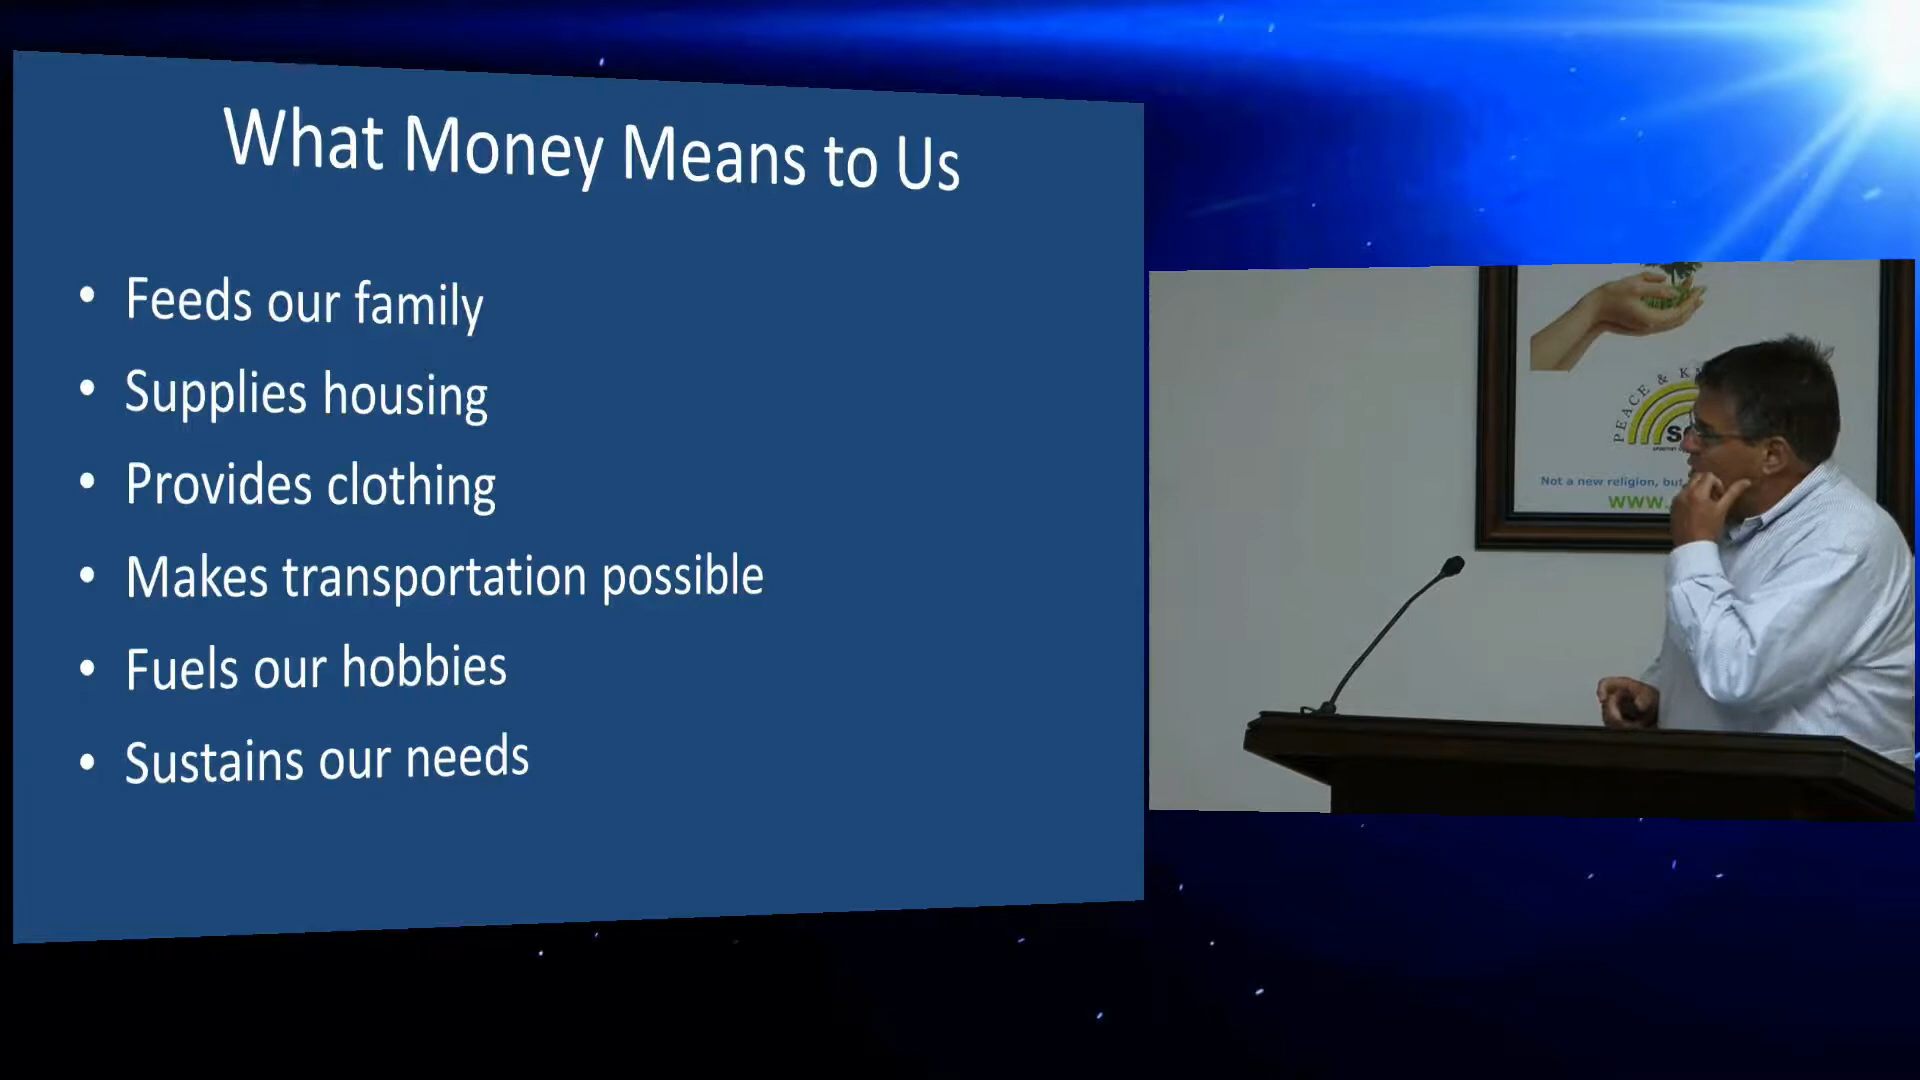 What Money Means to Us
• Feeds our family
• Supplies housing
• Provides clothing
• Makes transportation possible
• Fuels our hobbies
• Sustains our needs
PEACE &
Not a new religion, but
www.